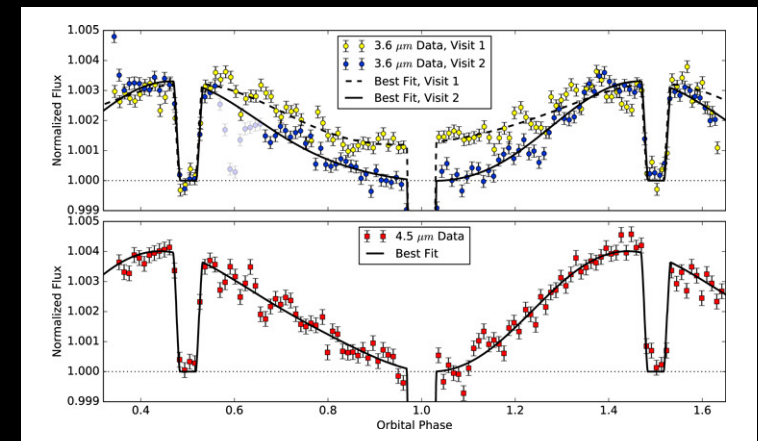 1.005
1.004
1.003
1.002
1.001
1.000
0.999
Normalized Flux
3.6 μm Data, Visit 1
3.6 μm Data, Visit 2
Best Fit, Visit 1
Best Fit, Visit 2
1.005
1.004
1.003
1.002
1.001
1.000
0.999
Normalized Flux
4.5 μm Data
Best Fit
0.4 0.6 0.8 1.0 1.2 1.4 1.6
Orbital Phase